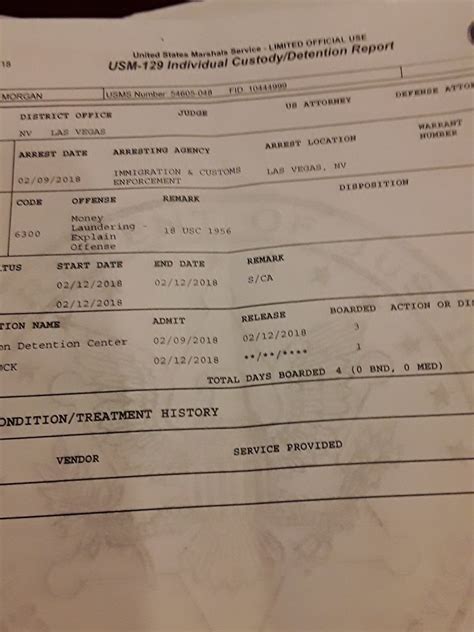 United States Marshals Service - LIMITED OFFICIAL USE
18 USM-129 Individual Custody/Detention Report
MORGAN USMS Number: 54605-048 FID: 10444999
DISTRICT OFFICE JUDGE US ATTORNEY DEFENSE ATTO
NV LAS VEGAS
ARREST DATE ARRESTING AGENCY ARREST LOCATION WARRANT NUMBER
02/09/2018 IMMIGRATION & CUSTOMS ENFORCEMENT LAS VEGAS, NV
CODE OFFENSE REMARK DISPOSITION
6300 Money Laundering - Explain Offense 18 USC 1956
TUS START DATE END DATE REMARK
02/12/2018 02/12/2018 S/CA
02/12/2018
TION NAME ADMIT RELEASE BOARDED ACTION OR DI
on Detention Center 02/09/2018 02/12/2018 3
OCK 02/12/2018 **/**/**** 1
TOTAL DAYS BOARDED 4 (0 BND, 0 MED)
ONDITION/TREATMENT HISTORY
VENDOR SERVICE PROVIDED